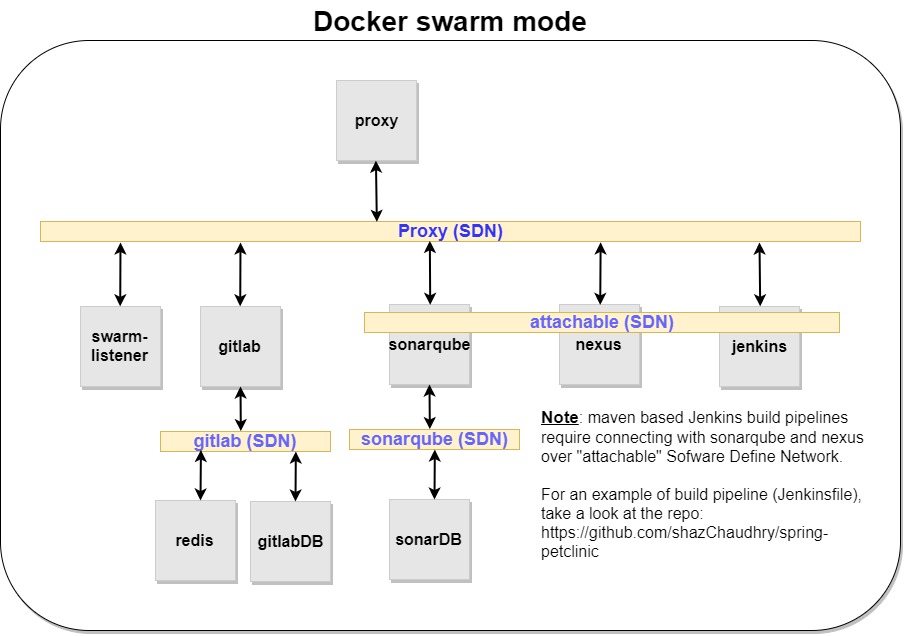 Docker swarm mode
proxy
Proxy (SDN)
swarm-
listener
gitlab
attachable (SDN)
sonarqube
nexus
jenkins
gitlab (SDN)
sonarqube (SDN)
redis
gitlabDB
sonarDB
Note: maven based Jenkins build pipelines
require connecting with sonarqube and nexus
over "attachable" Sofware Define Network.
For an example of build pipeline (Jenkinsfile),
take a look at the repo:
https://github.com/shazChaudhry/spring-
petclinic